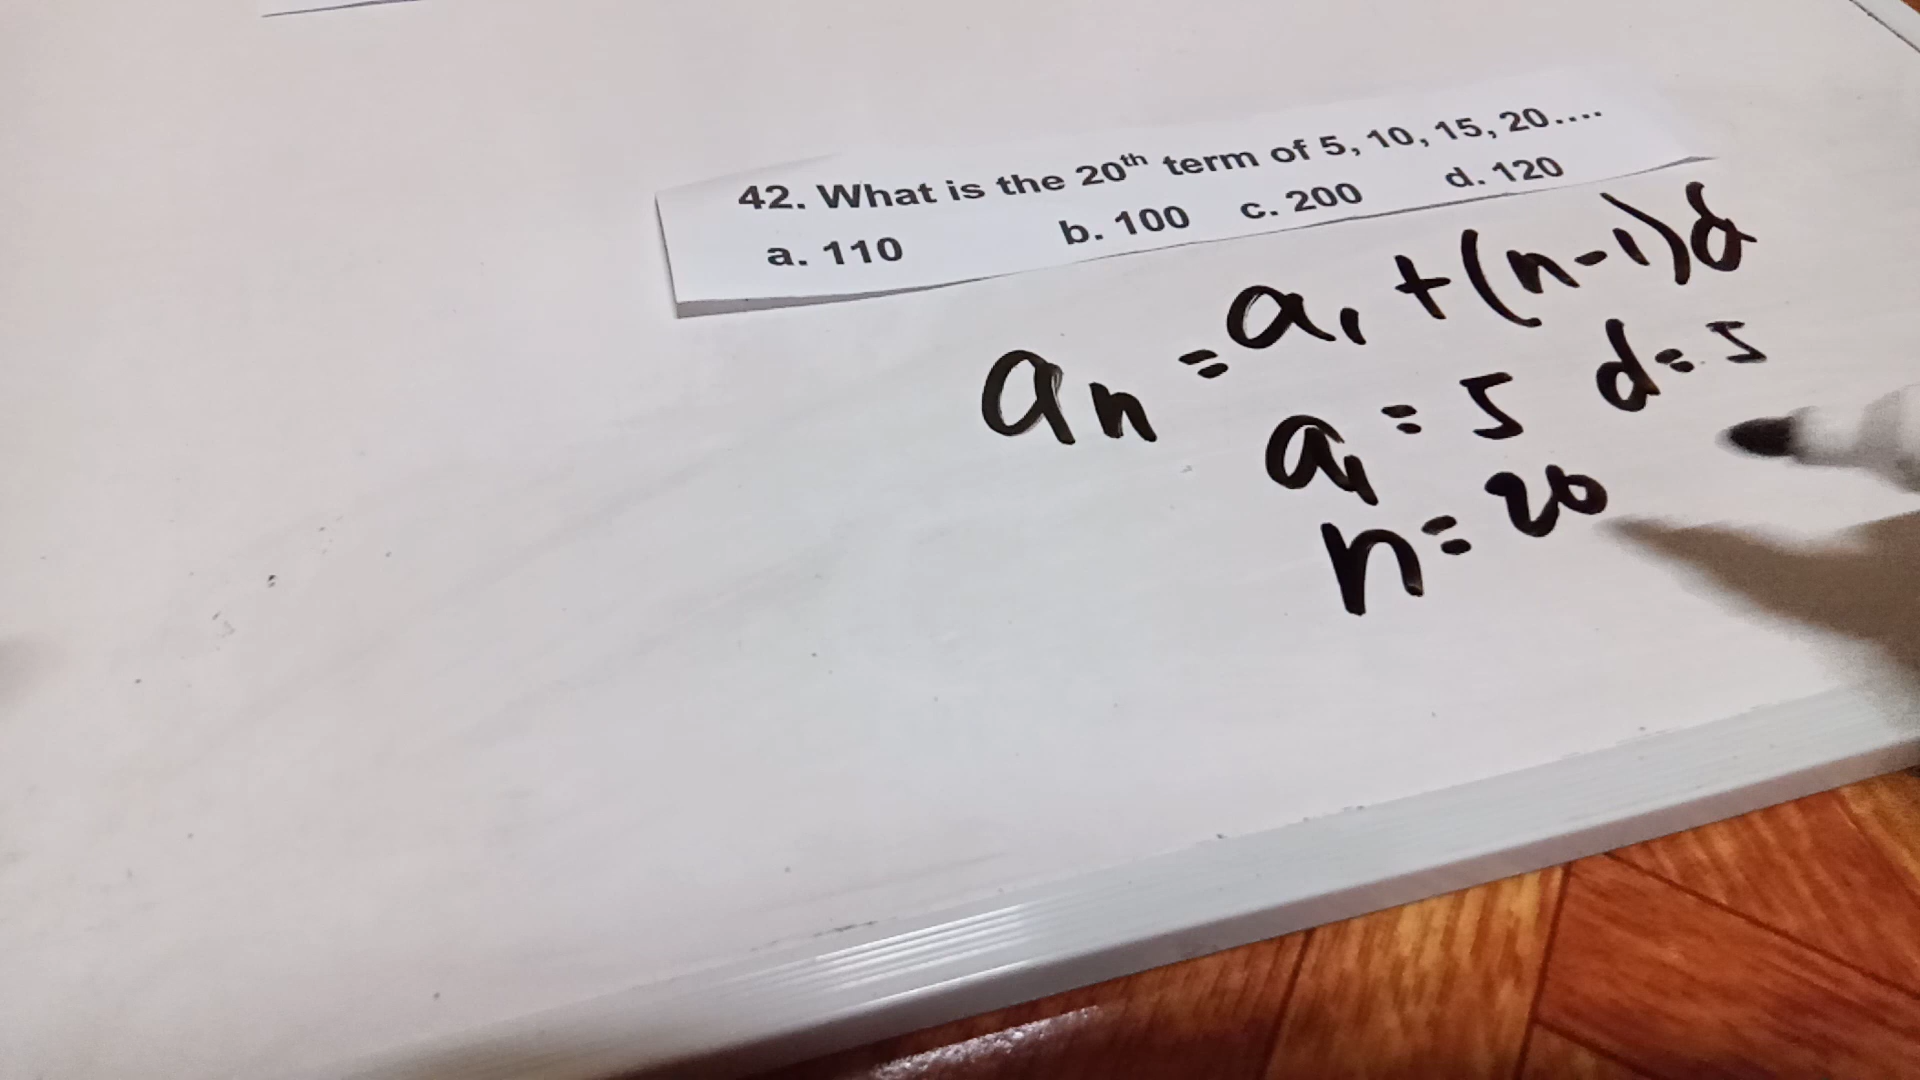 42. What is the 20th term of 5, 10, 15, 20....
a. 110 b. 100 c. 200 d. 120
an = a1 + (n-1)d
a1 = 5 d = 5
n = 20